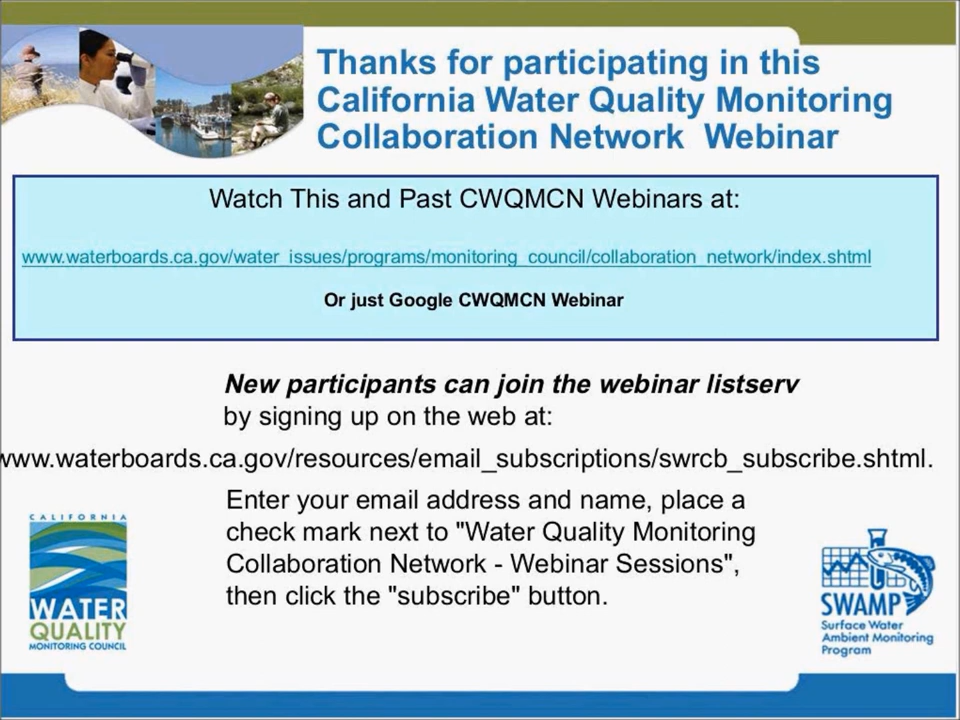 Thanks for participating in this
California Water Quality Monitoring
Collaboration Network Webinar
Watch This and Past CWQMCN Webinars at:
www.waterboards.ca.gov/water_issues/programs/monitoring_council/collaboration_network/index.shtml
Or just Google CWQMCN Webinar
New participants can join the webinar listserv
by signing up on the web at:
www.waterboards.ca.gov/resources/email_subscriptions/swrcb_subscribe.shtml.
Enter your email address and name, place a
check mark next to "Water Quality Monitoring
Collaboration Network - Webinar Sessions",
then click the "subscribe" button.
CALIFORNIA
WATER
QUALITY
MONITORING COUNCIL
SWAMP
Surface Water
Ambient Monitoring
Program